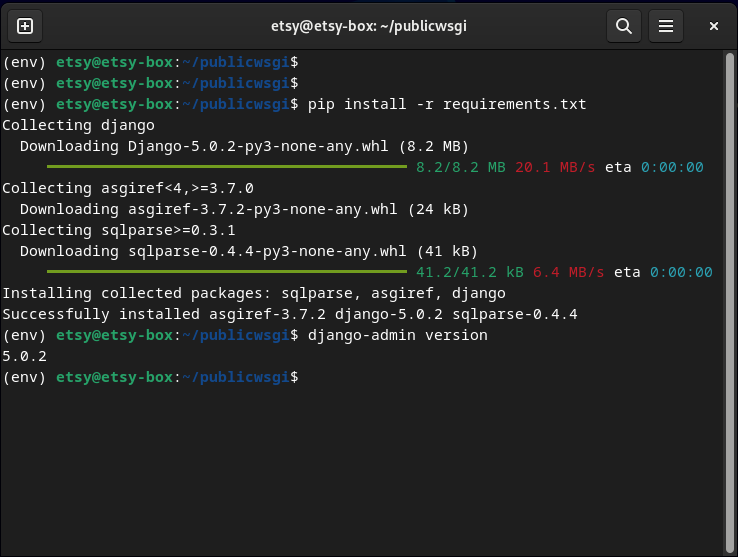 etsy@etsy-box: ~/publicwsgi
(env) etsy@etsy-box:~/publicwsgi$
(env) etsy@etsy-box:~/publicwsgi$
(env) etsy@etsy-box:~/publicwsgi$ pip install -r requirements.txt
Collecting django
  Downloading Django-5.0.2-py3-none-any.whl (8.2 MB)
8.2/8.2 MB 20.1 MB/s eta 0:00:00
Collecting asgiref<4,>=3.7.0
  Downloading asgiref-3.7.2-py3-none-any.whl (24 kB)
Collecting sqlparse>=0.3.1
  Downloading sqlparse-0.4.4-py3-none-any.whl (41 kB)
41.2/41.2 kB 6.4 MB/s eta 0:00:00
Installing collected packages: sqlparse, asgiref, django
Successfully installed asgiref-3.7.2 django-5.0.2 sqlparse-0.4.4
(env) etsy@etsy-box:~/publicwsgi$ django-admin version
5.0.2
(env) etsy@etsy-box:~/publicwsgi$